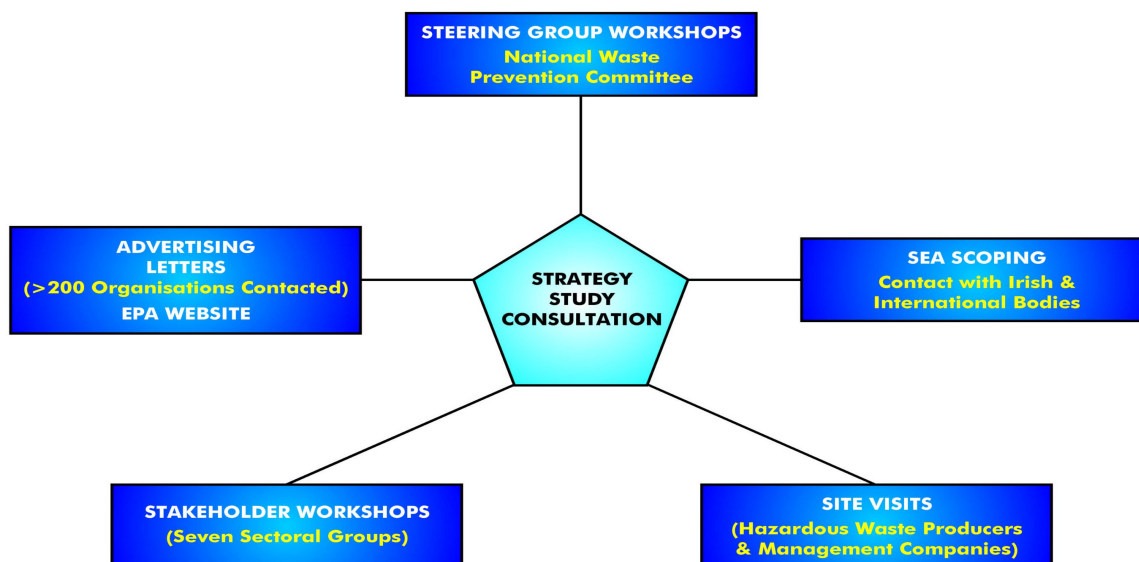 STEERING GROUP WORKSHOPS
National Waste
Prevention Committee
ADVERTISING
LETTERS
(>200 Organisations Contacted)
EPA WEBSITE
STRATEGY
STUDY
CONSULTATION
SEA SCOPING
Contact with Irish &
International Bodies
STAKEHOLDER WORKSHOPS
(Seven Sectoral Groups)
SITE VISITS
(Hazardous Waste Producers
& Management Companies)